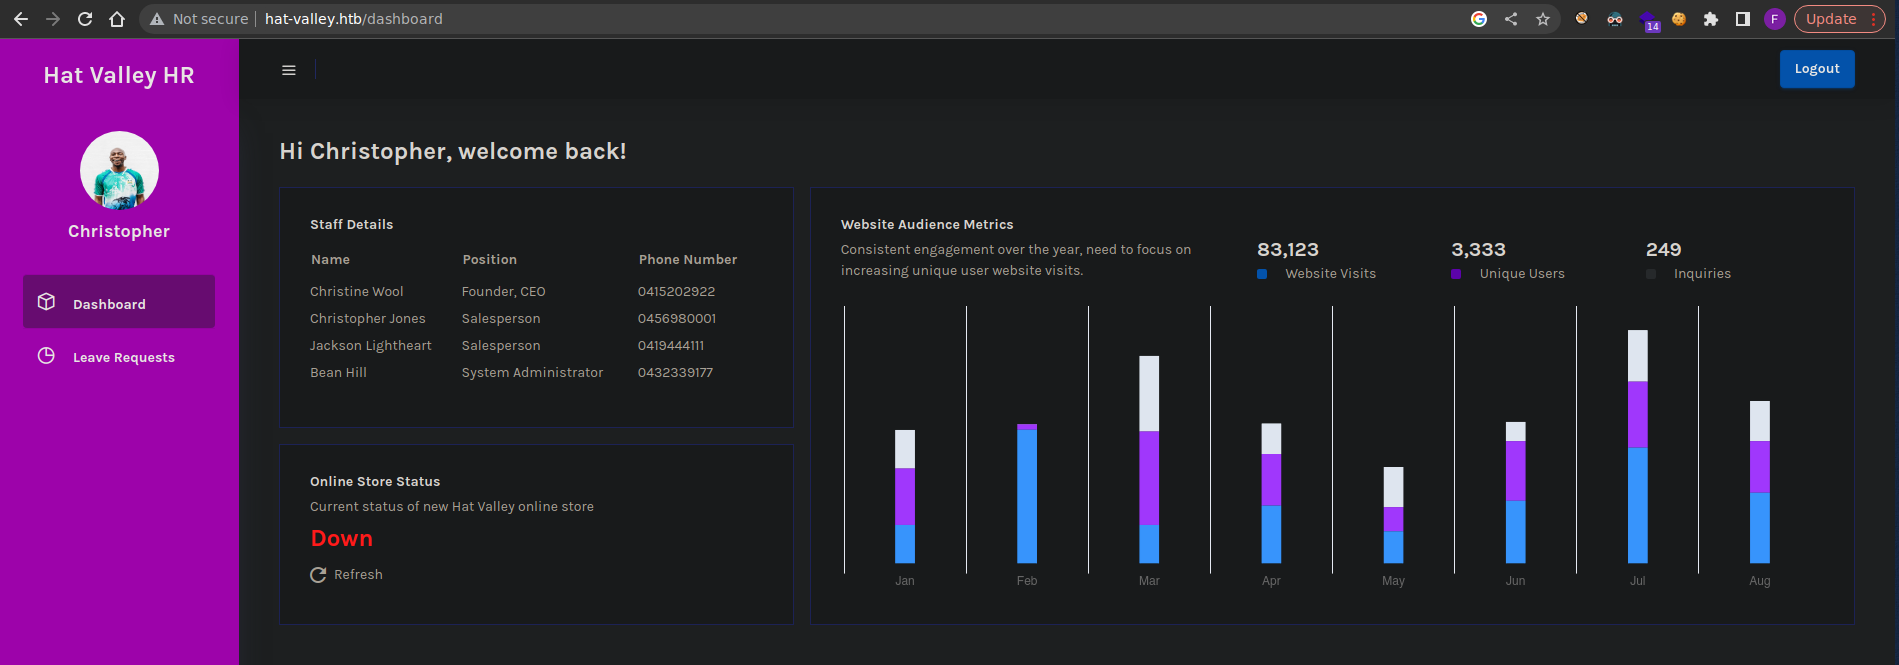 Not secure hat-valley.htb/dashboard
14
F
Update
Hat Valley HR
Christopher
Dashboard
Leave Requests
Logout
Hi Christopher, welcome back!
Staff Details
Name Position Phone Number
Christine Wool Founder, CEO 0415202922
Christopher Jones Salesperson 0456980001
Jackson Lightheart Salesperson 0419444111
Bean Hill System Administrator 0432339177
Online Store Status
Current status of new Hat Valley online store
Down
Refresh
Website Audience Metrics
Consistent engagement over the year, need to focus on
increasing unique user website visits.
83,123 3,333 249
Website Visits Unique Users Inquiries
Jan Feb Mar Apr May Jun Jul Aug